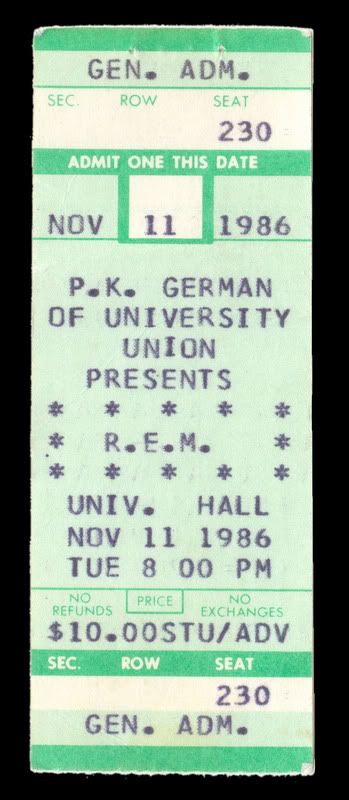 GEN. ADM.
SEC. ROW SEAT
230
ADMIT ONE THIS DATE
NOV 11 1986
P.K. GERMAN
OF UNIVERSITY
UNION
PRESENTS
* * * * *
* R.E.M. *
* * * * *
UNIV. HALL
NOV 11 1986
TUE 8 00 PM
NO REFUNDS PRICE NO EXCHANGES
$10.00STU/ADV
SEC. ROW SEAT
230
GEN. ADM.